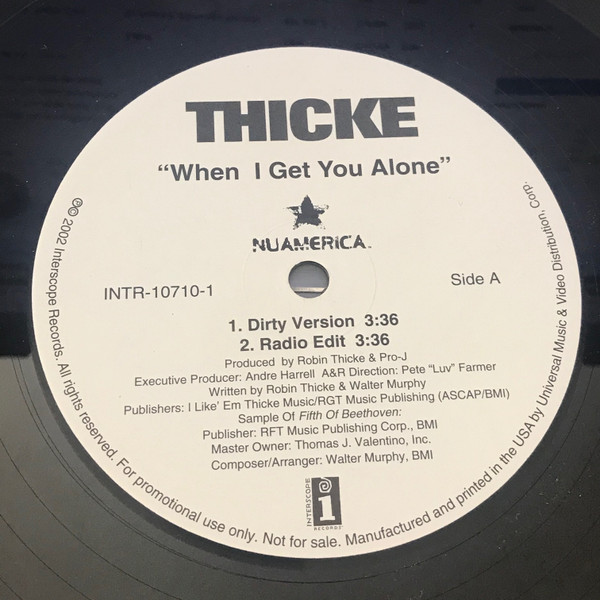 THICKE
“When I Get You Alone”
NUAMERICA.
INTR-10710-1
Side A
1. Dirty Version 3:36
2. Radio Edit 3:36
Produced by Robin Thicke & Pro-J
Executive Producer: Andre Harrell A&R Direction: Pete “Luv” Farmer
Written by Robin Thicke & Walter Murphy
Publishers: I Like' Em Thicke Music/RGT Music Publishing (ASCAP/BMI)
Sample Of Fifth Of Beethoven:
Publisher: RFT Music Publishing Corp., BMI
Master Owner: Thomas J. Valentino, Inc.
Composer/Arranger: Walter Murphy, BMI
INTERSCOPE
i
RECORDS
℗© 2002 Interscope Records. All rights reserved. For promotional use only. Not for sale. Manufactured and printed in the USA by Universal Music & Video Distribution, Corp.